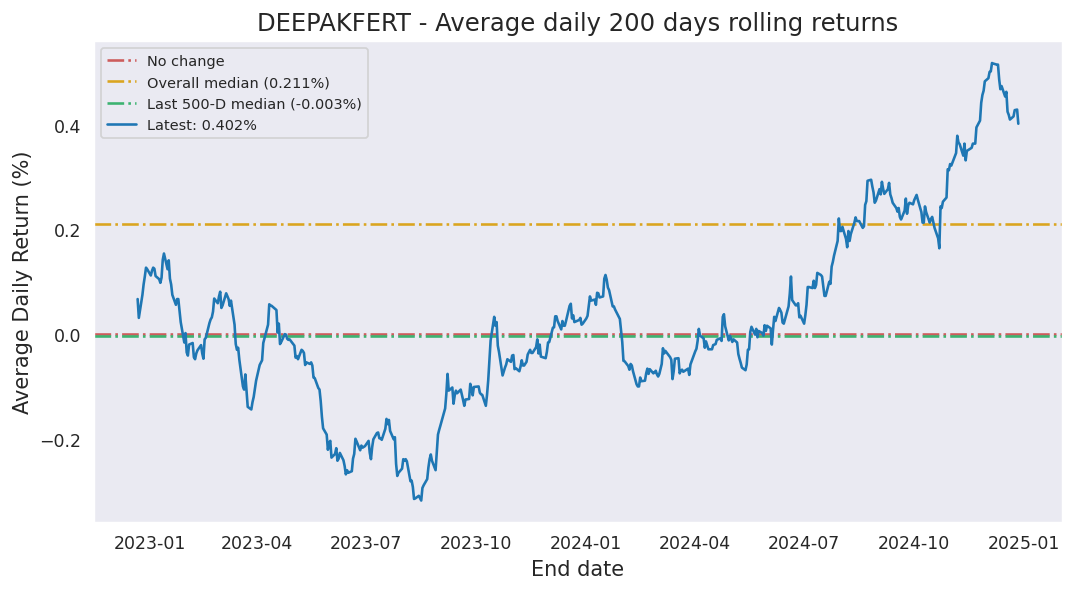 DEEPAKFERT - Average daily 200 days rolling returns
No change
Overall median (0.211%)
Last 500-D median (-0.003%)
Latest: 0.402%
Average Daily Return (%)
0.4
0.2
0.0
−0.2
2023-01 2023-04 2023-07 2023-10 2024-01 2024-04 2024-07 2024-10 2025-01
End date